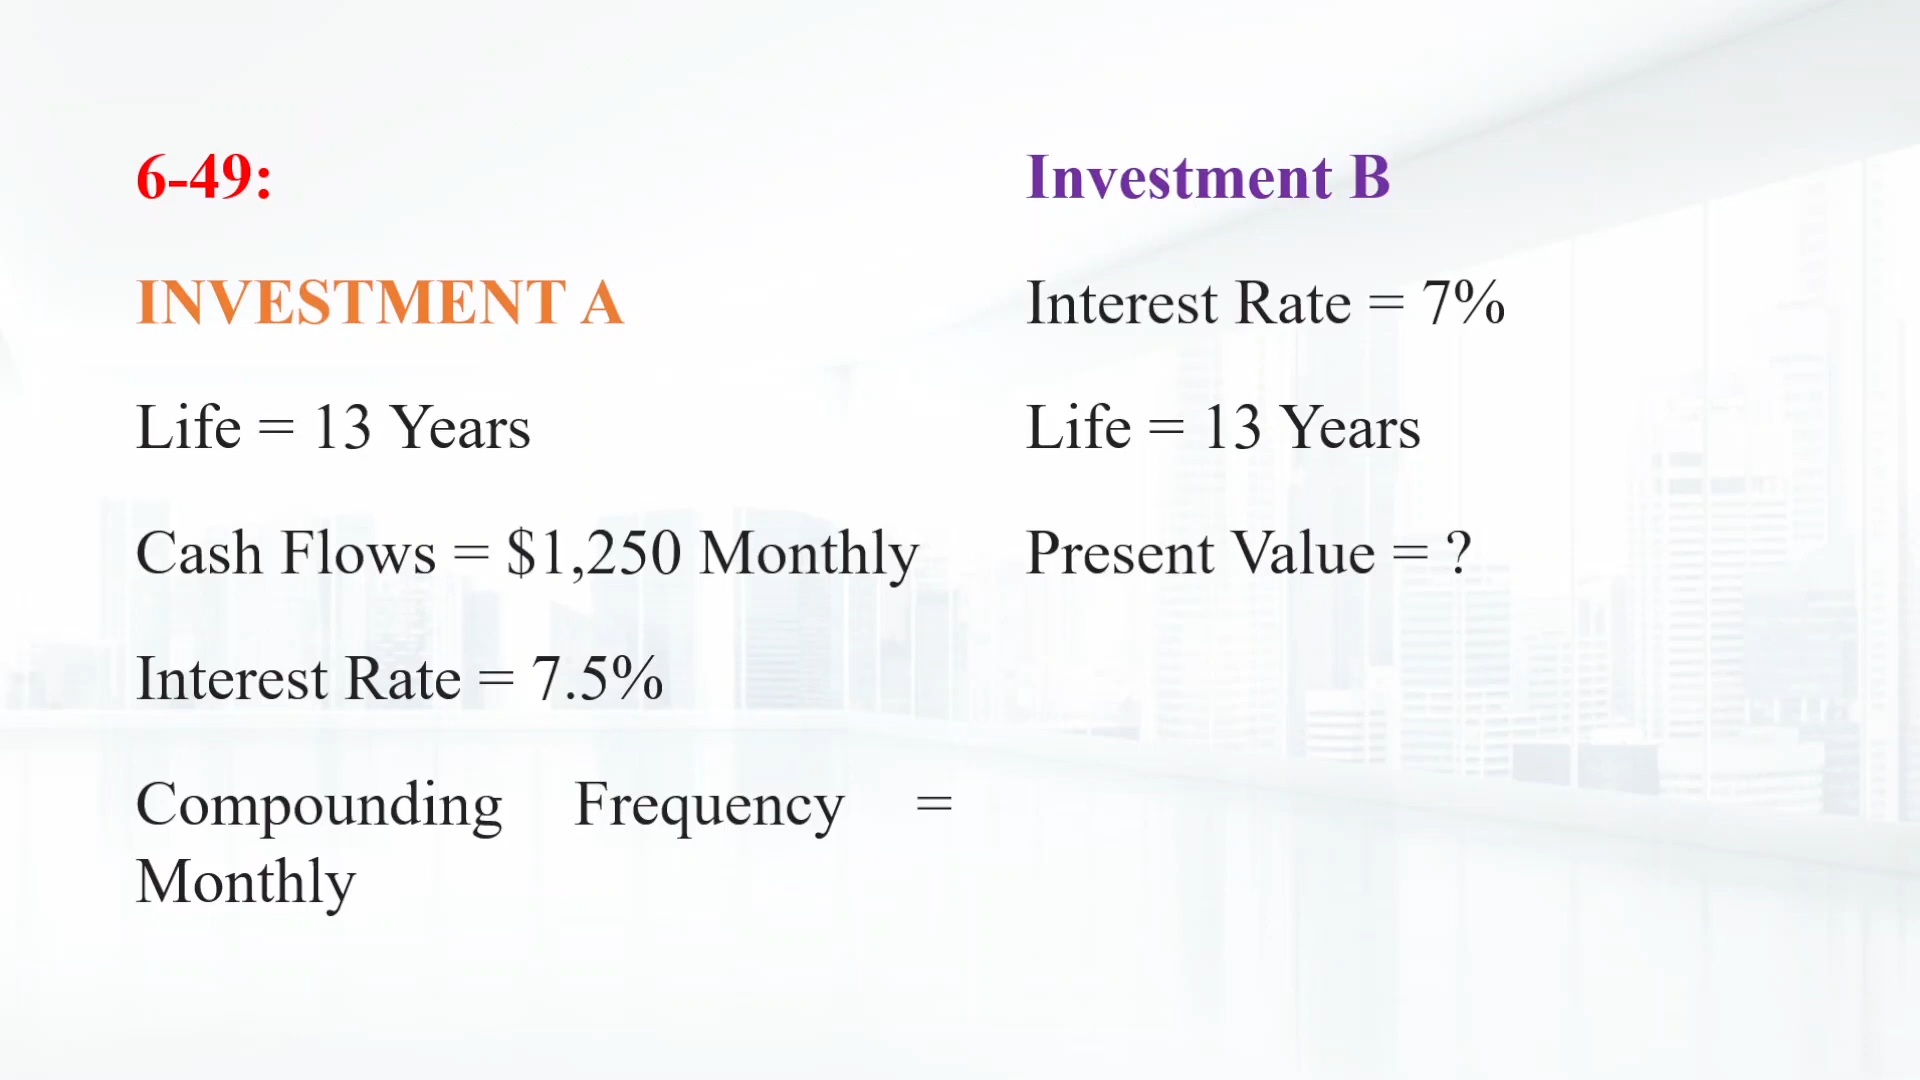 6-49:
INVESTMENT A
Life = 13 Years
Cash Flows = $1,250 Monthly
Interest Rate = 7.5%
Compounding Frequency =
Monthly
Investment B
Interest Rate = 7%
Life = 13 Years
Present Value = ?